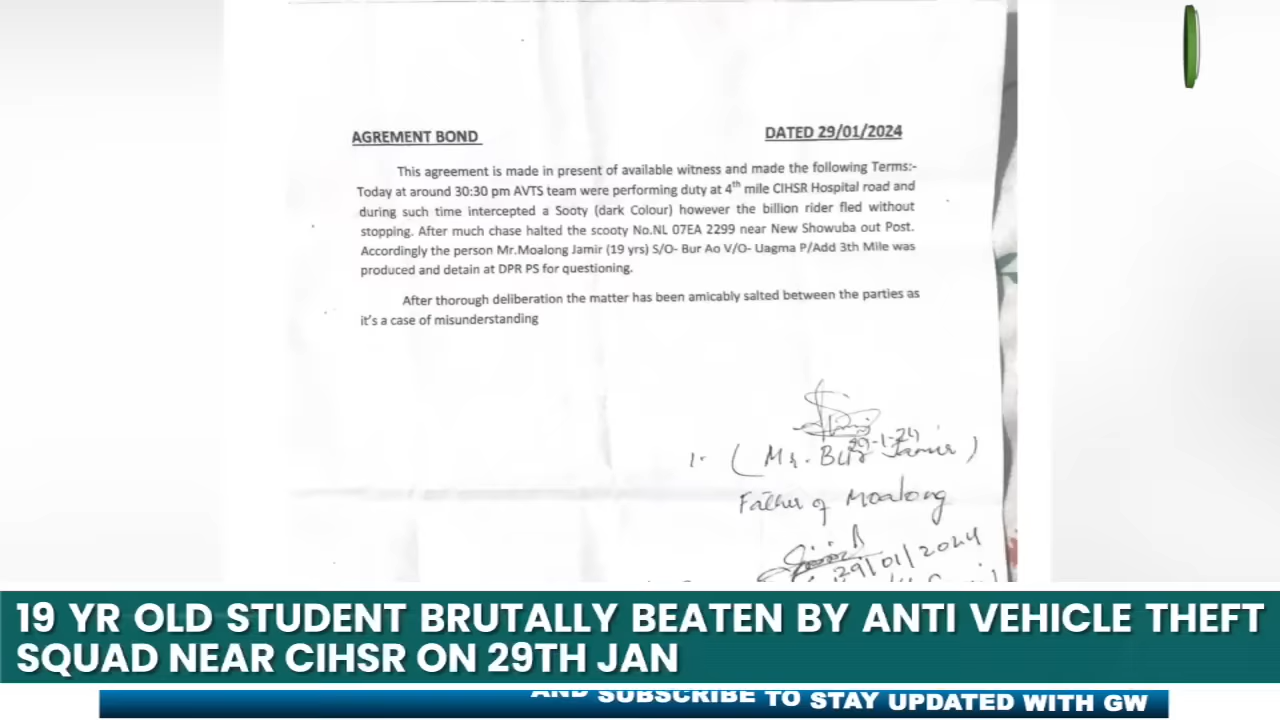 AGREMENT BOND
DATED 29/01/2024
This agreement is made in present of available witness and made the following Terms:-
Today at around 30:30 pm AVTS team were performing duty at 4th mile CIHSR Hospital road and
during such time intercepted a Sooty (dark Colour) however the billion rider fled without
stopping. After much chase halted the scooty No.NL 07EA 2299 near New Showuba out Post.
Accordingly the person Mr.Moalong Jamir (19 yrs) S/O- Bur Ao V/O- Uagma P/Add 3th Mile was
produced and detain at DPR PS for questioning.
After thorough deliberation the matter has been amicably salted between the parties as
it's a case of misunderstanding
29-1-24
1- (Mr. Bur Jamir)
Father of Moalong
29/01/2024
19 YR OLD STUDENT BRUTALLY BEATEN BY ANTI VEHICLE THEFT
SQUAD NEAR CIHSR ON 29TH JAN
AND SUBSCRIBE TO STAY UPDATED WITH GW